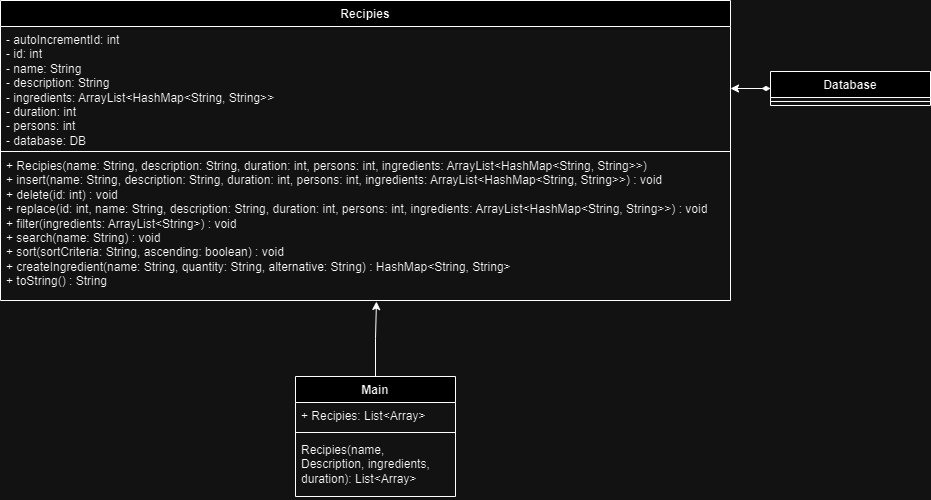 Recipies
- autoIncrementId: int
- id: int
- name: String
- description: String
- ingredients: ArrayList<HashMap<String, String>>
- duration: int
- persons: int
- database: DB
+ Recipies(name: String, description: String, duration: int, persons: int, ingredients: ArrayList<HashMap<String, String>>)
+ insert(name: String, description: String, duration: int, persons: int, ingredients: ArrayList<HashMap<String, String>>) : void
+ delete(id: int) : void
+ replace(id: int, name: String, description: String, duration: int, persons: int, ingredients: ArrayList<HashMap<String, String>>) : void
+ filter(ingredients: ArrayList<String>) : void
+ search(name: String) : void
+ sort(sortCriteria: String, ascending: boolean) : void
+ createIngredient(name: String, quantity: String, alternative: String) : HashMap<String, String>
+ toString() : String
Database
Main
+ Recipies: List<Array>
Recipies(name,
Description, ingredients,
duration): List<Array>